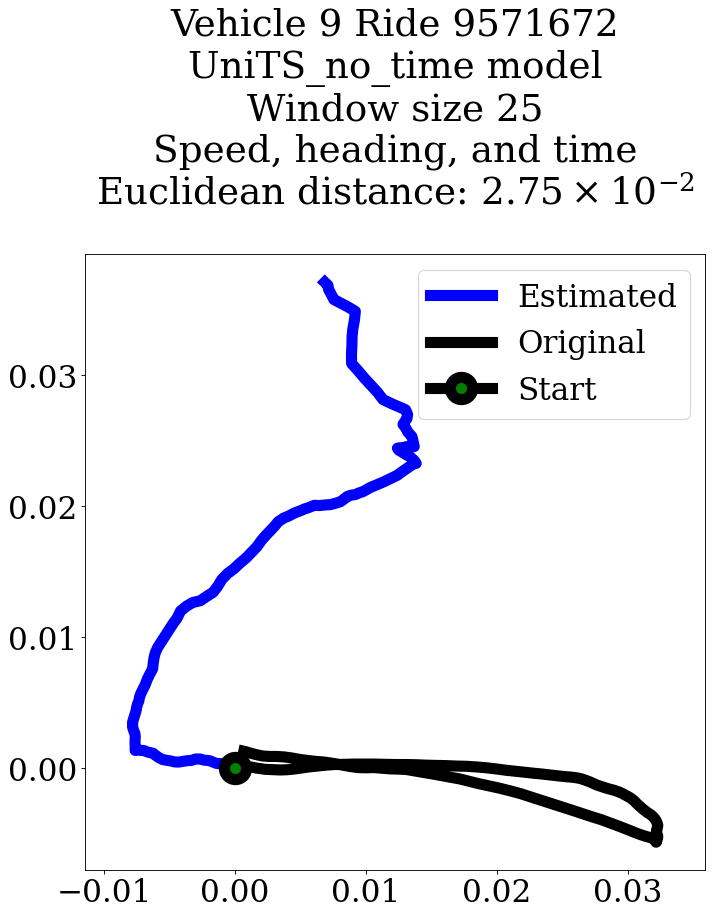 Vehicle 9 Ride 9571672
UniTS_no_time model
Window size 25
Speed, heading, and time
Euclidean distance: 2.75 × 10⁻²
Estimated
Original
Start
0.03
0.02
0.01
0.00
−0.01 0.00 0.01 0.02 0.03